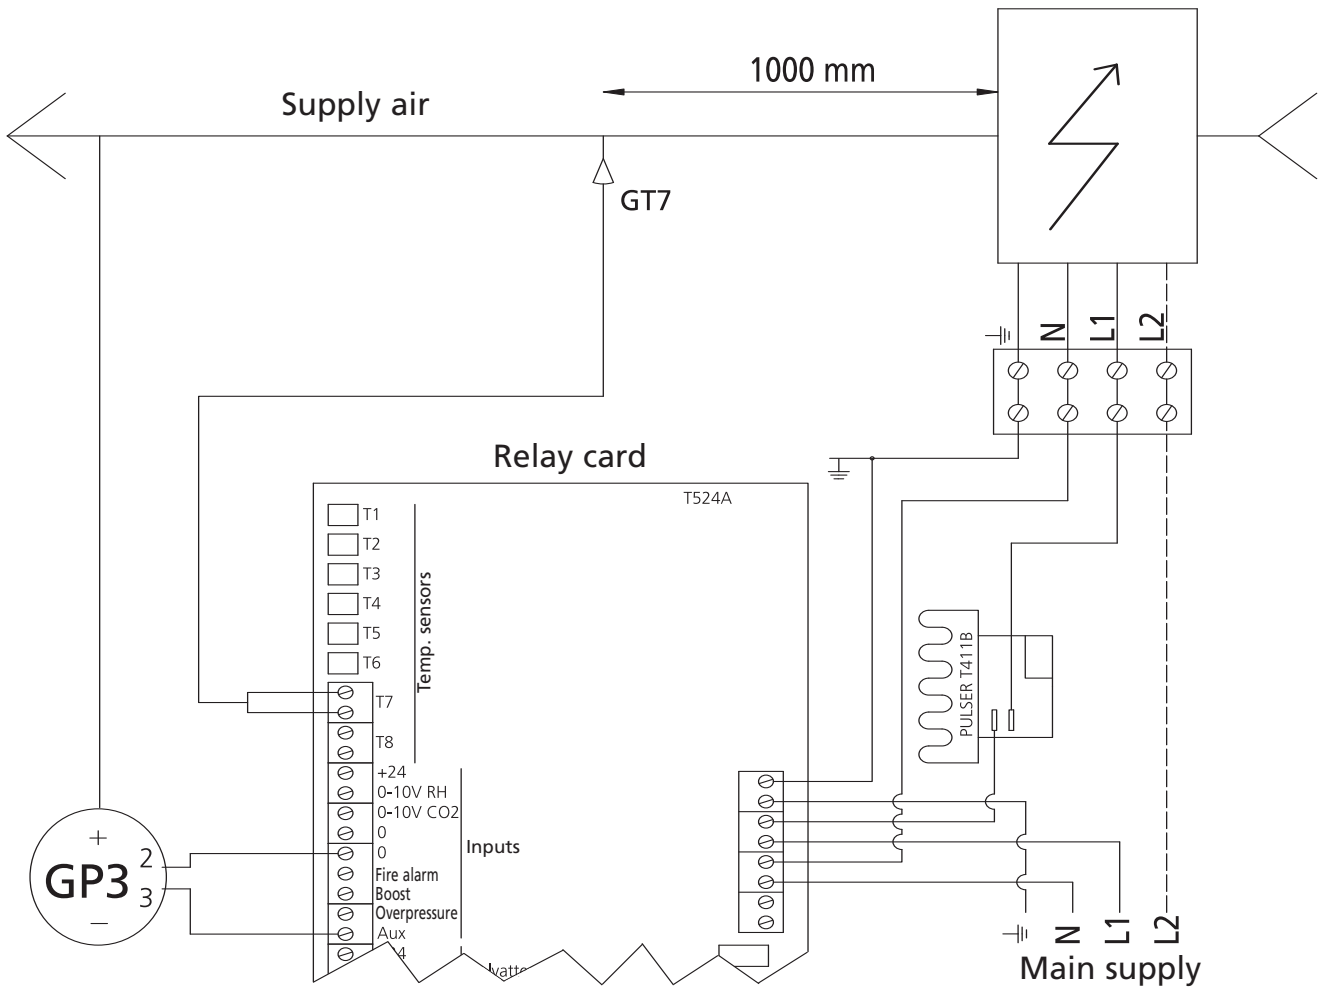 1000 mm
Supply air
GT7
N
L1
L2
Relay card
T524A
T1
T2
T3
T4
T5
T6
T7
T8
Temp. sensors
+24
0-10V RH
0-10V CO2
0
0
Fire alarm
Boost
Overpressure
Aux
Inputs
+
GP3
2
3
−
PULSER T411B
N
L1
L2
Main supply